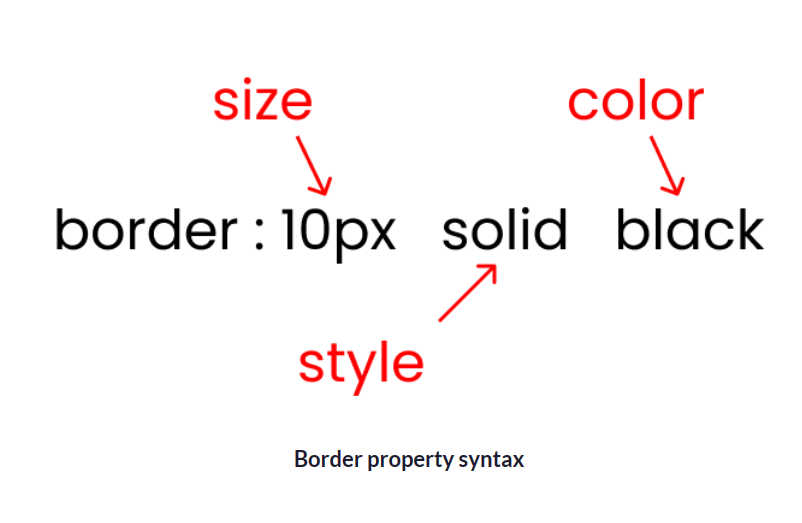 size color
border : 10px solid black
style
Border property syntax